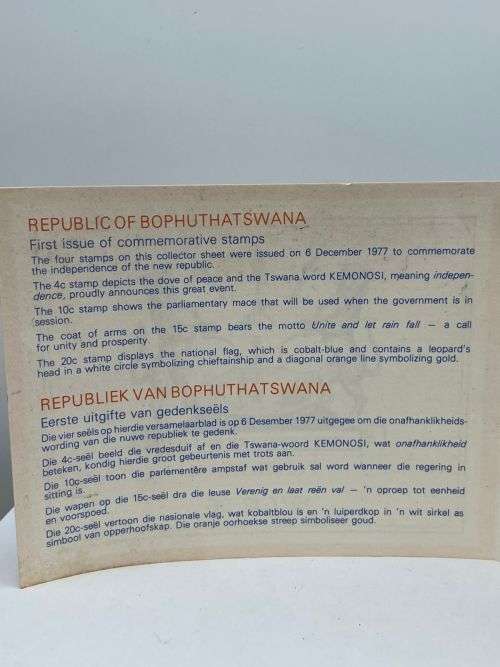 REPUBLIC OF BOPHUTHATSWANA
First issue of commemorative stamps
The four stamps on this collector sheet were issued on 6 December 1977 to commemorate
the independence of the new republic.
The 4c stamp depicts the dove of peace and the Tswana word KEMONOSI, meaning indepen-
dence, proudly announces this great event.
The 10c stamp shows the parliamentary mace that will be used when the government is in
session.
The coat of arms on the 15c stamp bears the motto Unite and let rain fall — a call
for unity and prosperity.
The 20c stamp displays the national flag, which is cobalt-blue and contains a leopard's
head in a white circle symbolizing chieftainship and a diagonal orange line symbolizing gold.
REPUBLIEK VAN BOPHUTHATSWANA
Eerste uitgifte van gedenkseëls
Die vier seëls op hierdie versamelaarblad is op 6 Desember 1977 uitgegee om die onafhanklikheids-
wording van die nuwe republiek te gedenk.
Die 4c-seël beeld die vredesduif af en die Tswana-woord KEMONOSI, wat onafhanklikheid
beteken, kondig hierdie groot gebeurtenis met trots aan.
Die 10c-seël toon die parlementêre ampstaf wat gebruik sal word wanneer die regering in
sitting is.
Die wapen op die 15c-seël dra die leuse Verenig en laat reën val — 'n oproep tot eenheid
en voorspoed.
Die 20c-seël vertoon die nasionale vlag, wat kobaltblou is en 'n luiperdkop in 'n wit sirkel as
simbool van opperhoofskap. Die oranje oorhoekse streep simboliseer goud.